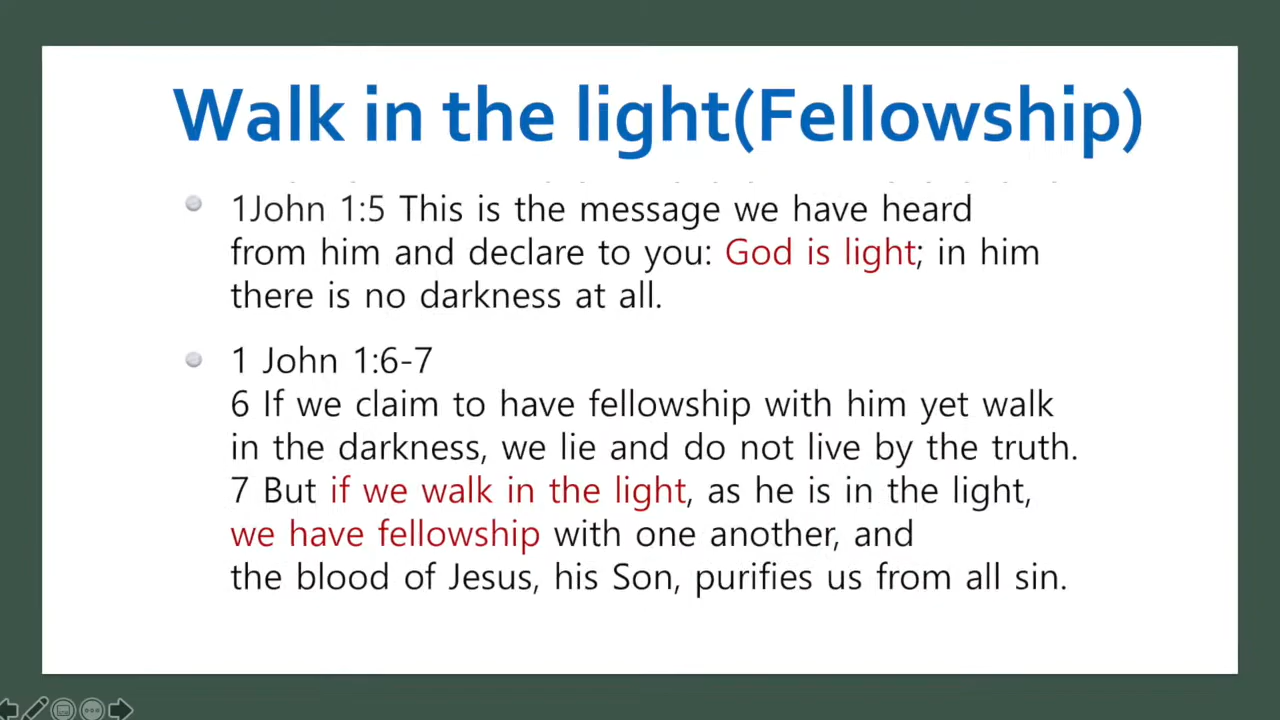 Walk in the light(Fellowship)
1John 1:5 This is the message we have heard
from him and declare to you: God is light; in him
there is no darkness at all.
1 John 1:6-7
6 If we claim to have fellowship with him yet walk
in the darkness, we lie and do not live by the truth.
7 But if we walk in the light, as he is in the light,
we have fellowship with one another, and
the blood of Jesus, his Son, purifies us from all sin.